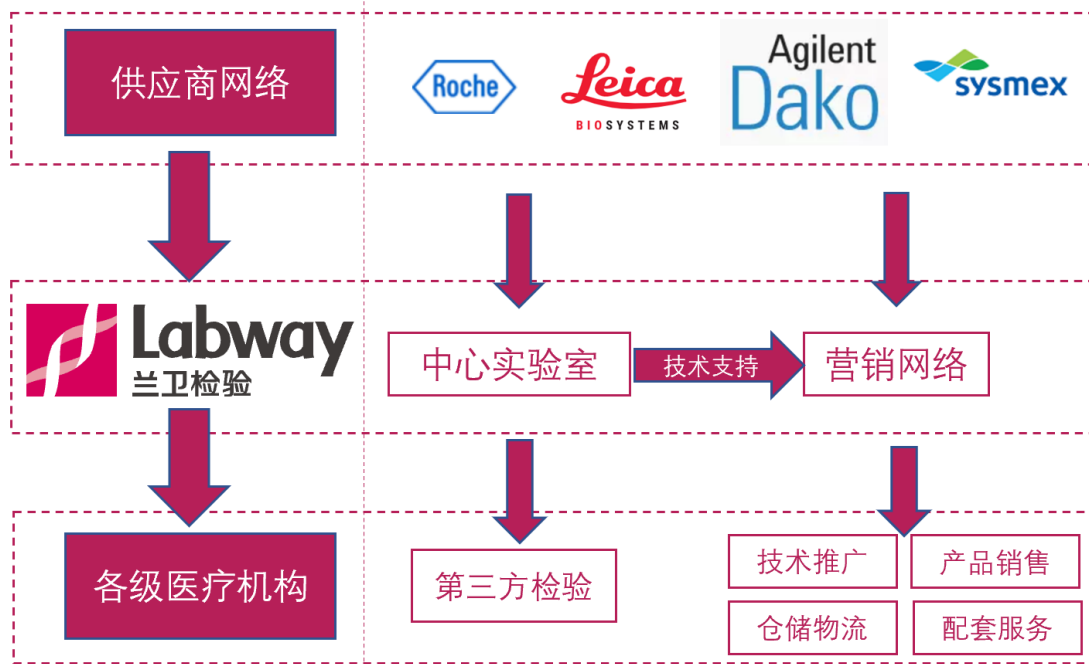 供应商网络
Roche
Leica
BIOSYSTEMS
Agilent
Dako
sysmex
Labway
兰卫检验
中心实验室
技术支持
营销网络
各级医疗机构
第三方检验
技术推广
产品销售
仓储物流
配套服务